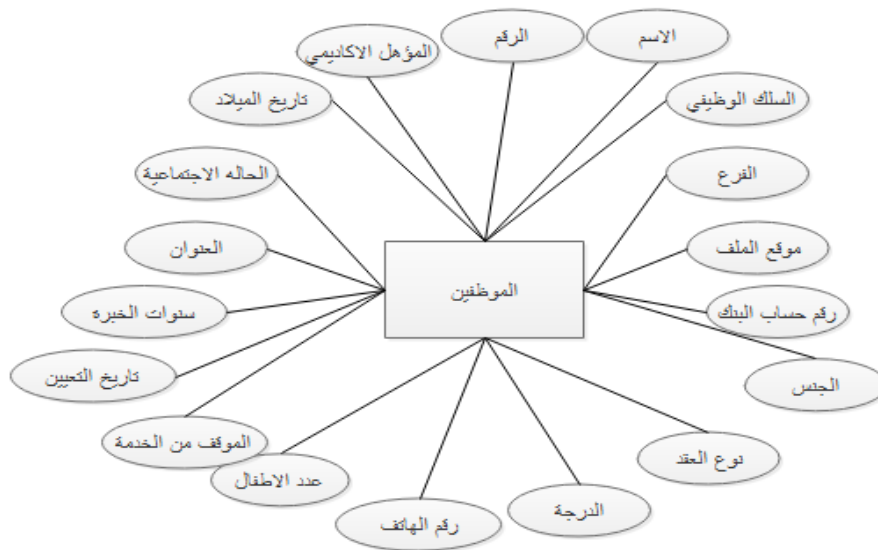 الاسم
الرقم
المؤهل الاكاديمي
السلك الوظيفي
تاريخ الميلاد
الفرع
الحاله الاجتماعية
موقع الملف
العنوان
الموظفين
رقم حساب البنك
سنوات الخبرة
الجنس
تاريخ التعيين
الموقف من الخدمة
نوع العقد
عدد الاطفال
الدرجة
رقم الهاتف